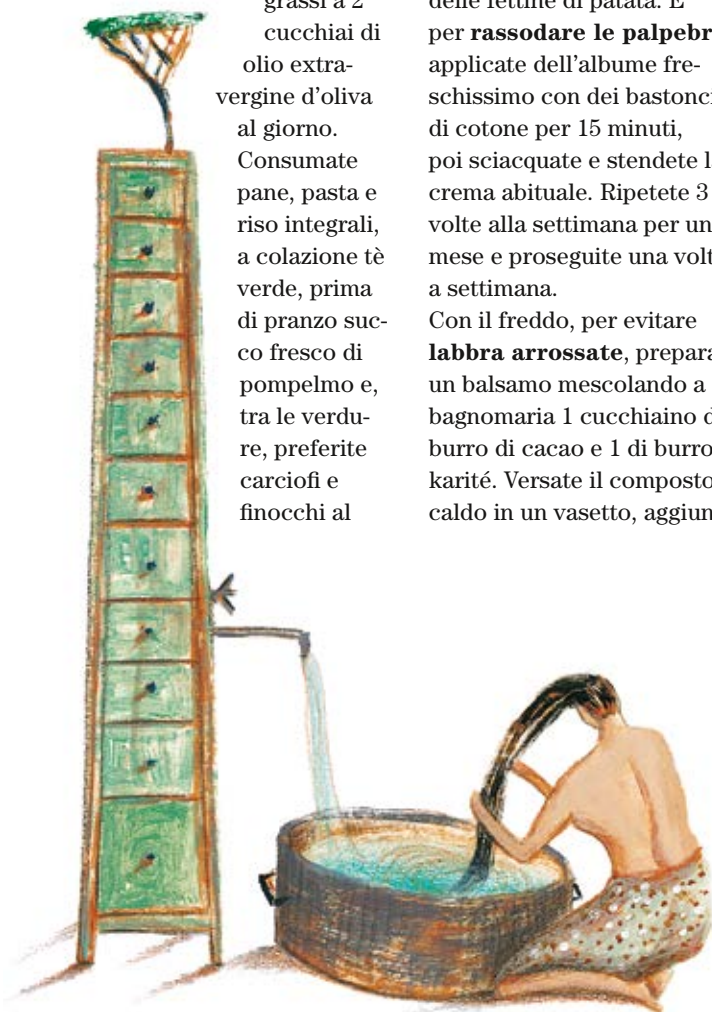 grassi a 2
cucchiai di
olio extra-
vergine d'oliva
al giorno.
Consumate
pane, pasta e
riso integrali,
a colazione tè
verde, prima
di pranzo suc-
co fresco di
pompelmo e,
tra le verdu-
re, preferite
carciofi e
finocchi al
delle fettine di patata. E
per rassodare le palpebr
applicate dell'albume fre-
schissimo con dei bastonci
di cotone per 15 minuti,
poi sciacquate e stendete l
crema abituale. Ripetete 3
volte alla settimana per un
mese e proseguite una volt
a settimana.
Con il freddo, per evitare
labbra arrossate, prepara
un balsamo mescolando a
bagnomaria 1 cucchiaino d
burro di cacao e 1 di burro
karité. Versate il composto
caldo in un vasetto, aggiun